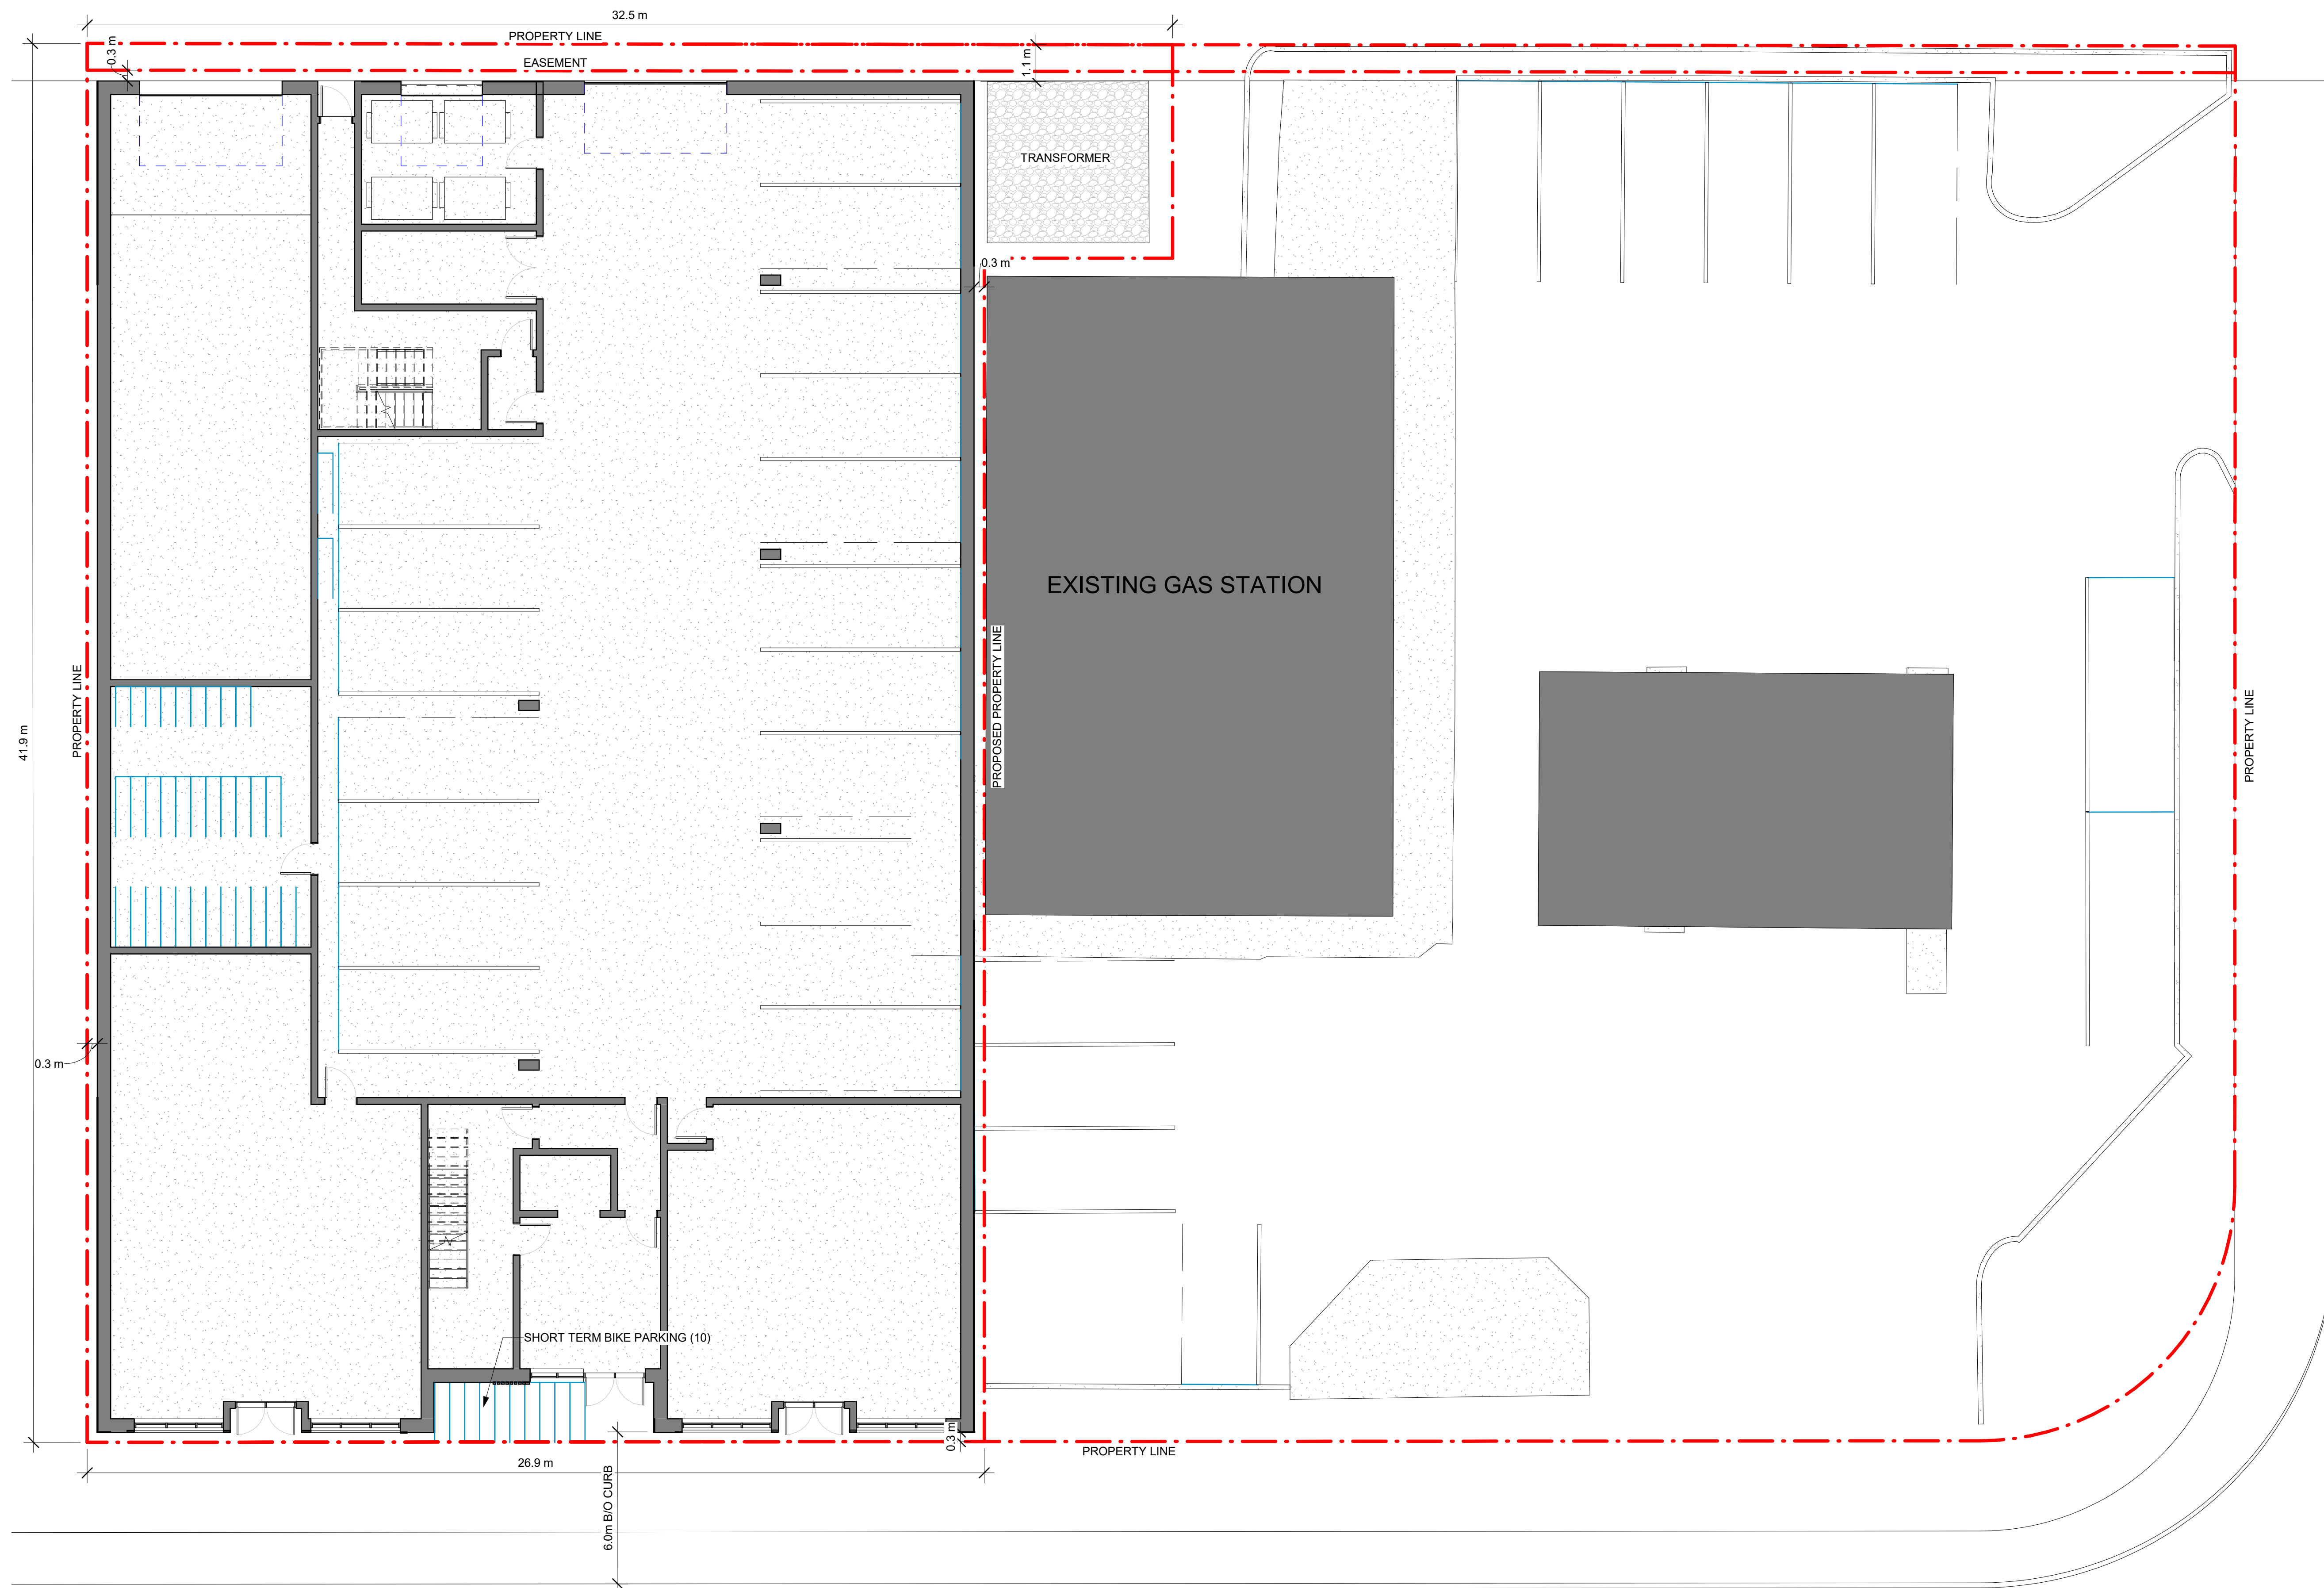 32.5 m
PROPERTY LINE
0.3 m
EASEMENT
1.1 m
TRANSFORMER
0.3 m
EXISTING GAS STATION
PROPOSED PROPERTY LINE
PROPERTY LINE
41.9 m
PROPERTY LINE
0.3 m
SHORT TERM BIKE PARKING (10)
0.3 m
PROPERTY LINE
26.9 m
6.0m B/O CURB